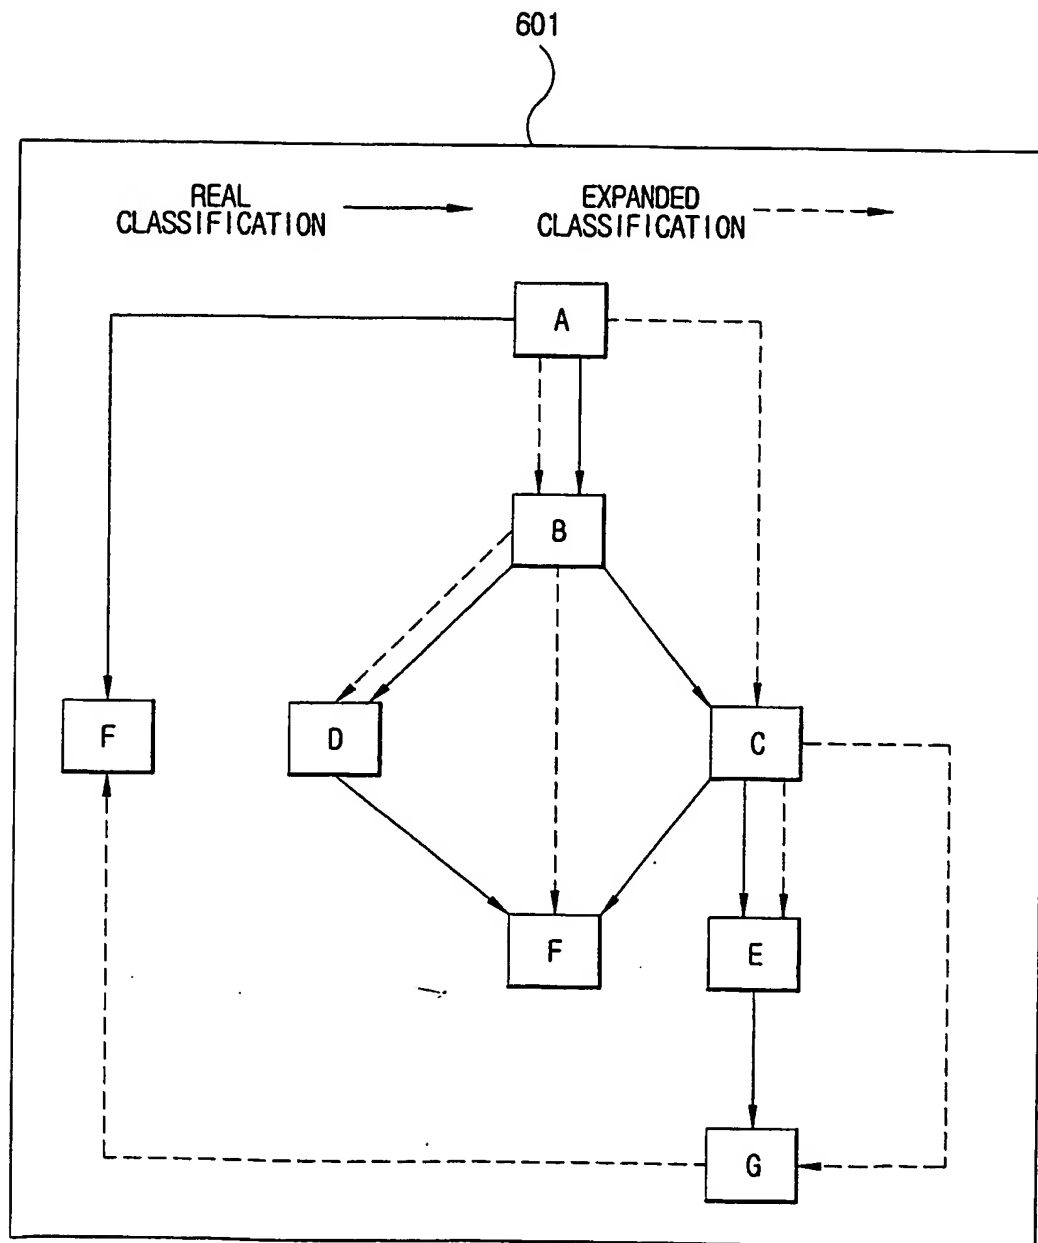 601
REAL
CLASSIFICATION
EXPANDED
CLASSIFICATION
A
B
F
D
C
F
E
G